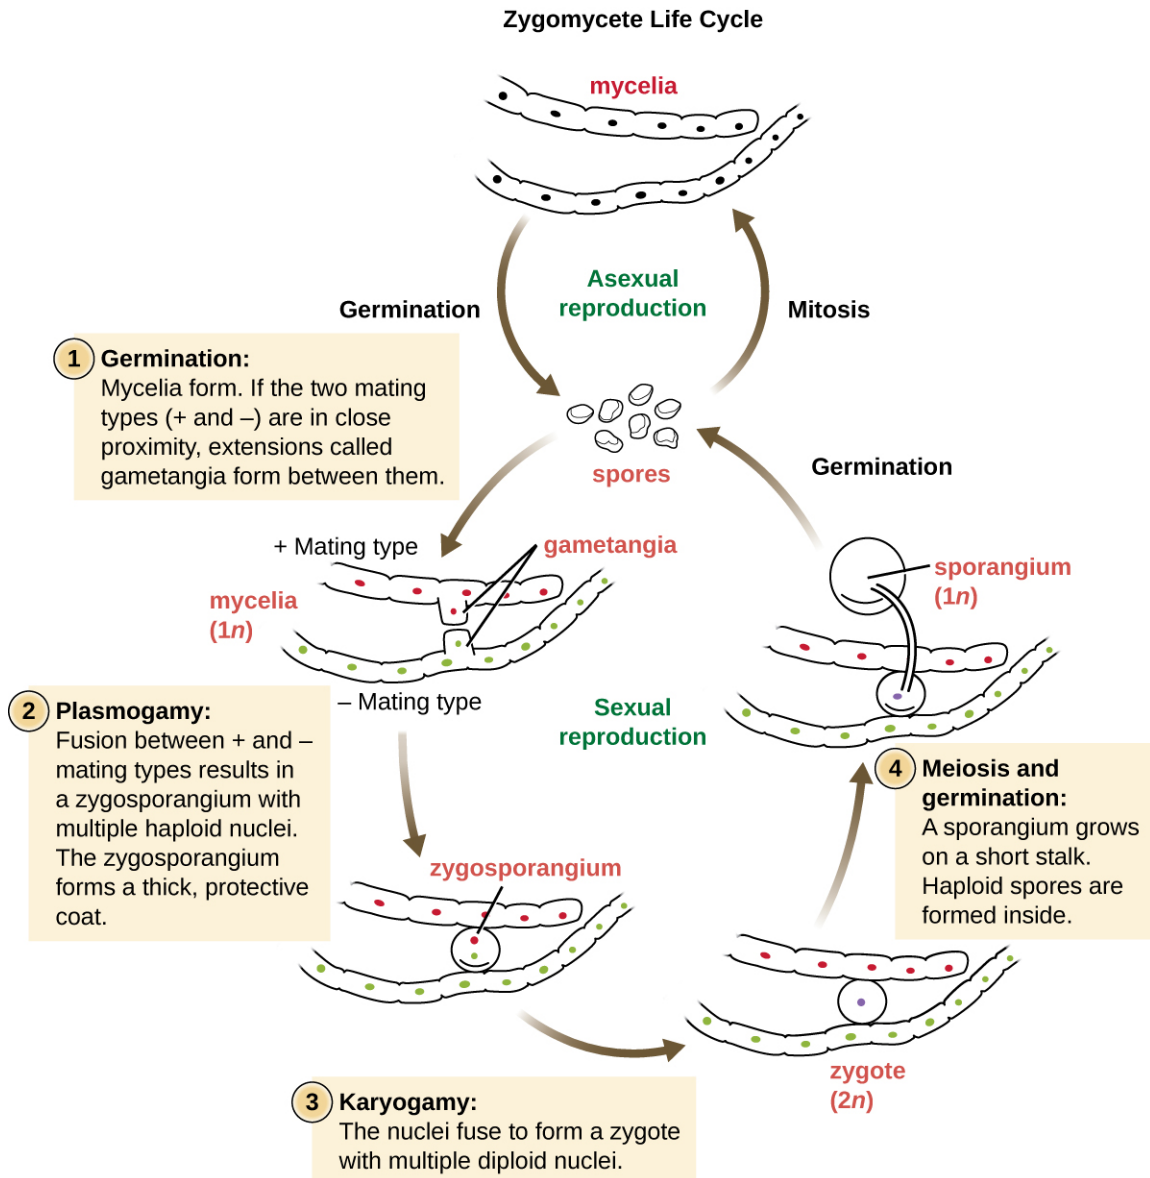 Zygomycete Life Cycle
mycelia
Asexual
reproduction
Germination
Mitosis
1 Germination:
Mycelia form. If the two mating
types (+ and –) are in close
proximity, extensions called
gametangia form between them.
spores
Germination
+ Mating type
gametangia
mycelia
(1n)
– Mating type
sporangium
(1n)
2 Plasmogamy:
Fusion between + and –
mating types results in
a zygosporangium with
multiple haploid nuclei.
The zygosporangium
forms a thick, protective
coat.
Sexual
reproduction
4 Meiosis and
germination:
A sporangium grows
on a short stalk.
Haploid spores are
formed inside.
zygosporangium
zygote
(2n)
3 Karyogamy:
The nuclei fuse to form a zygote
with multiple diploid nuclei.